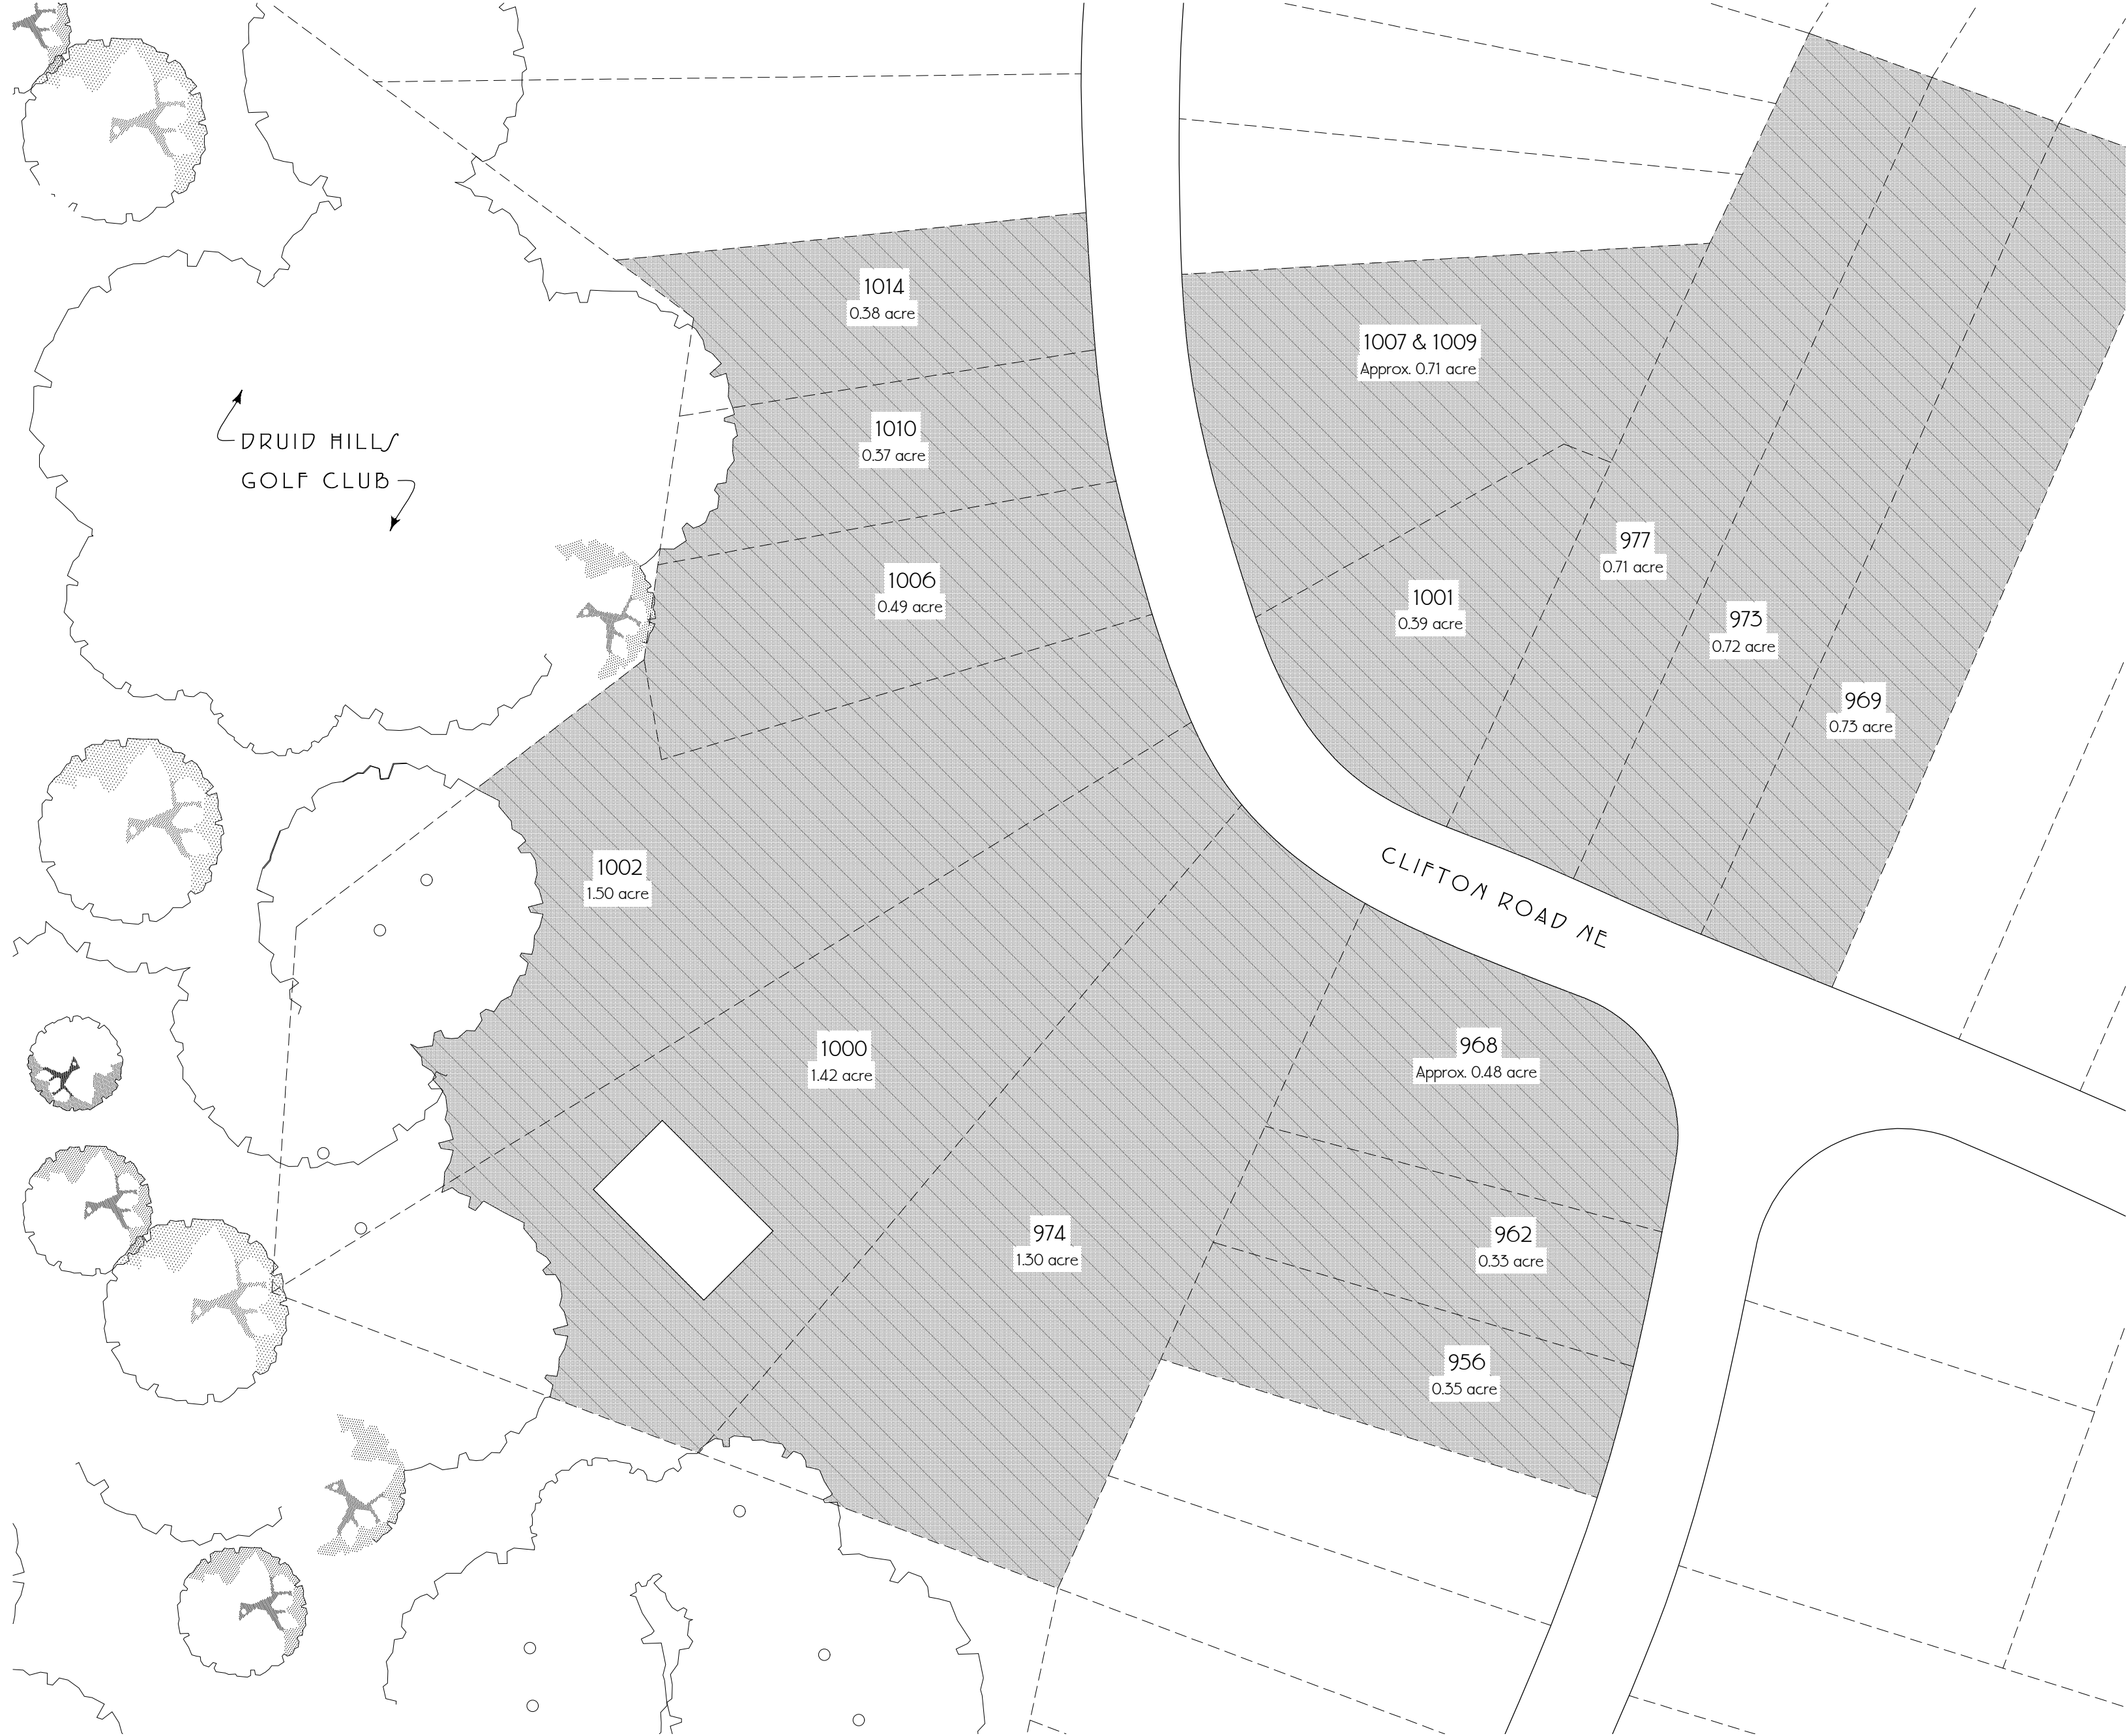 1014
0.38 acre
1007 & 1009
Approx. 0.71 acre
DRUID HILLS
GOLF CLUB
1010
0.37 acre
977
0.71 acre
1006
0.49 acre
1001
0.39 acre
973
0.72 acre
969
0.73 acre
1002
1.50 acre
CLIFTON ROAD NE
1000
1.42 acre
968
Approx. 0.48 acre
974
1.30 acre
962
0.33 acre
956
0.35 acre